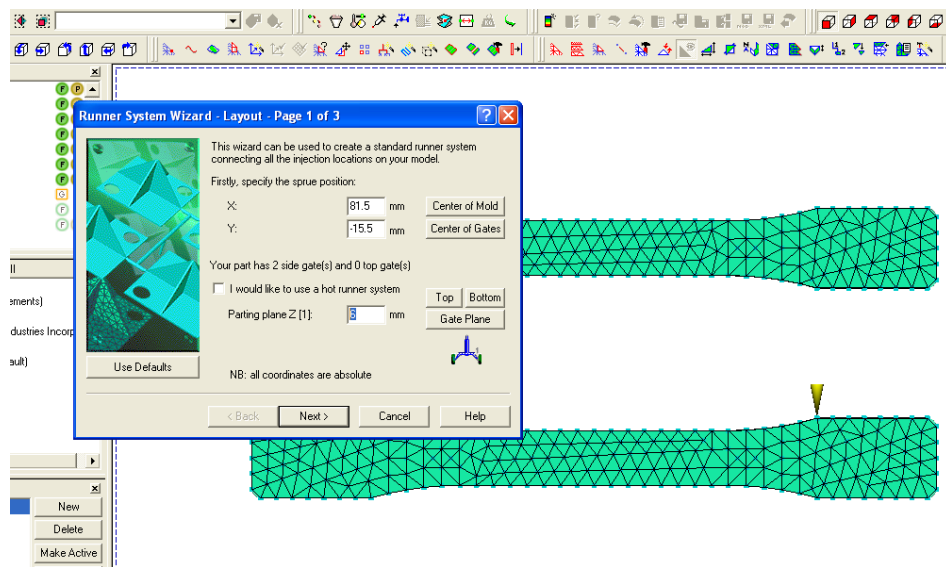 F P
F
F
F
F
F
F
G
F
F
ll
ements)
dustries Incorp
ault)
New
Delete
Make Active
Runner System Wizard - Layout - Page 1 of 3
This wizard can be used to create a standard runner system
connecting all the injection locations on your model.
Firstly, specify the sprue position:
X: 81.5 mm Center of Mold
Y: -15.5 mm Center of Gates
Your part has 2 side gate(s) and 0 top gate(s)
I would like to use a hot runner system
Top Bottom
Parting plane Z [1]: 6 mm
Gate Plane
Use Defaults
NB: all coordinates are absolute
< Back Next > Cancel Help